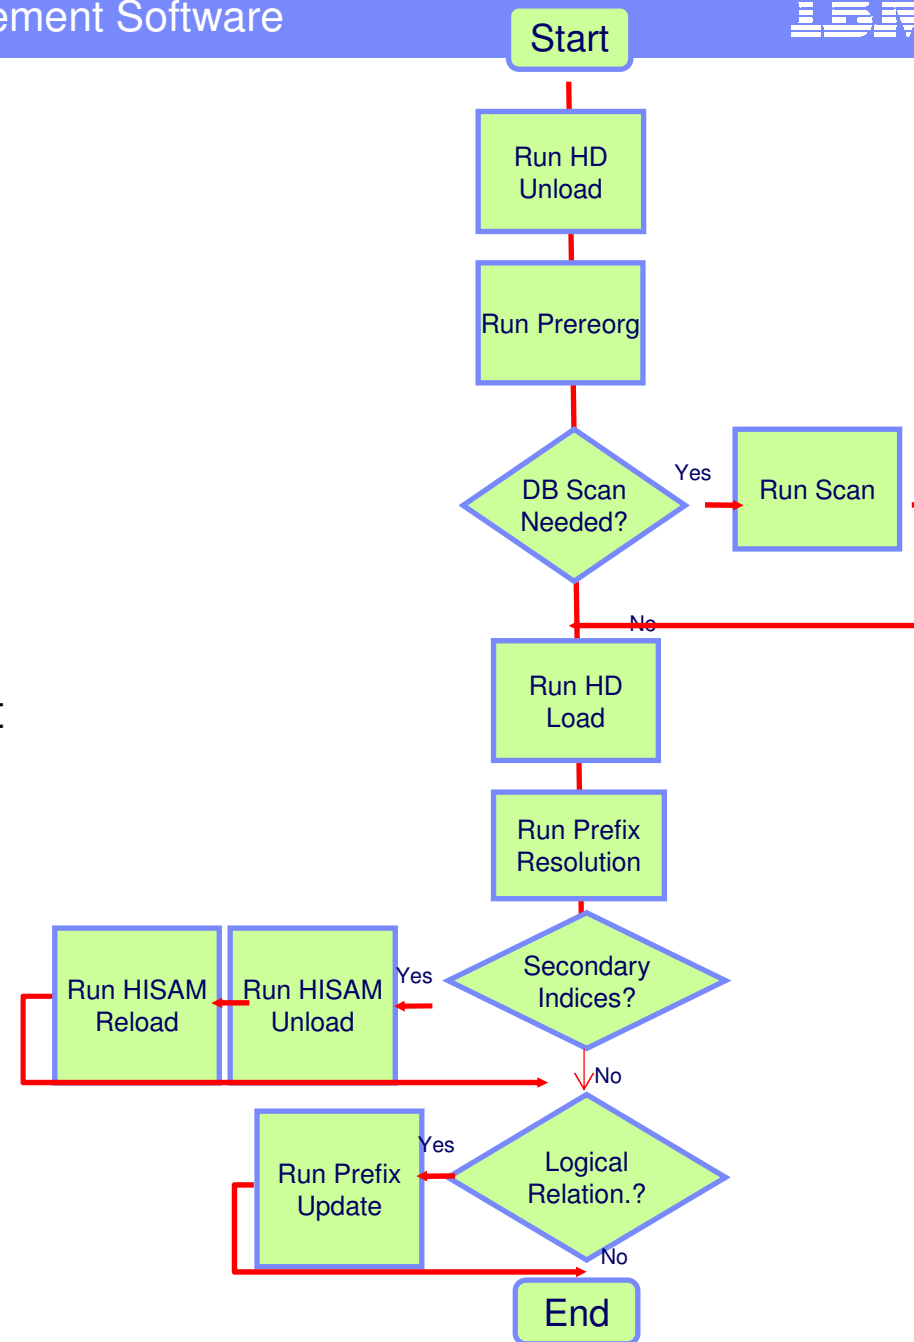 ement Software
IBM
Start
Run HD
Unload
Run Prereorg
DB Scan
Needed?
Yes
Run Scan
No
Run HD
Load
t
Run Prefix
Resolution
Secondary
Indices?
Yes
Run HISAM
Unload
Run HISAM
Reload
No
Logical
Relation.?
Yes
Run Prefix
Update
No
End